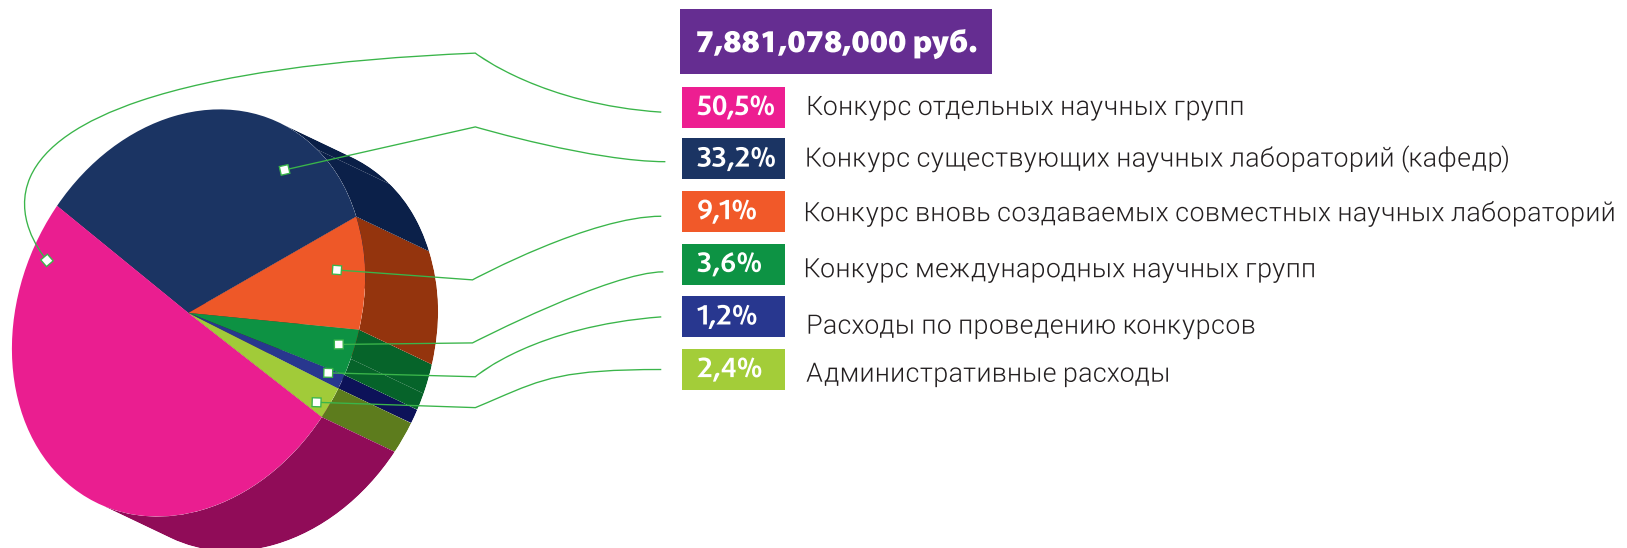 7,881,078,000 руб.
50,5% Конкурс отдельных научных групп
33,2% Конкурс существующих научных лабораторий (кафедр)
9,1% Конкурс вновь создаваемых совместных научных лабораторий
3,6% Конкурс международных научных групп
1,2% Расходы по проведению конкурсов
2,4% Административные расходы